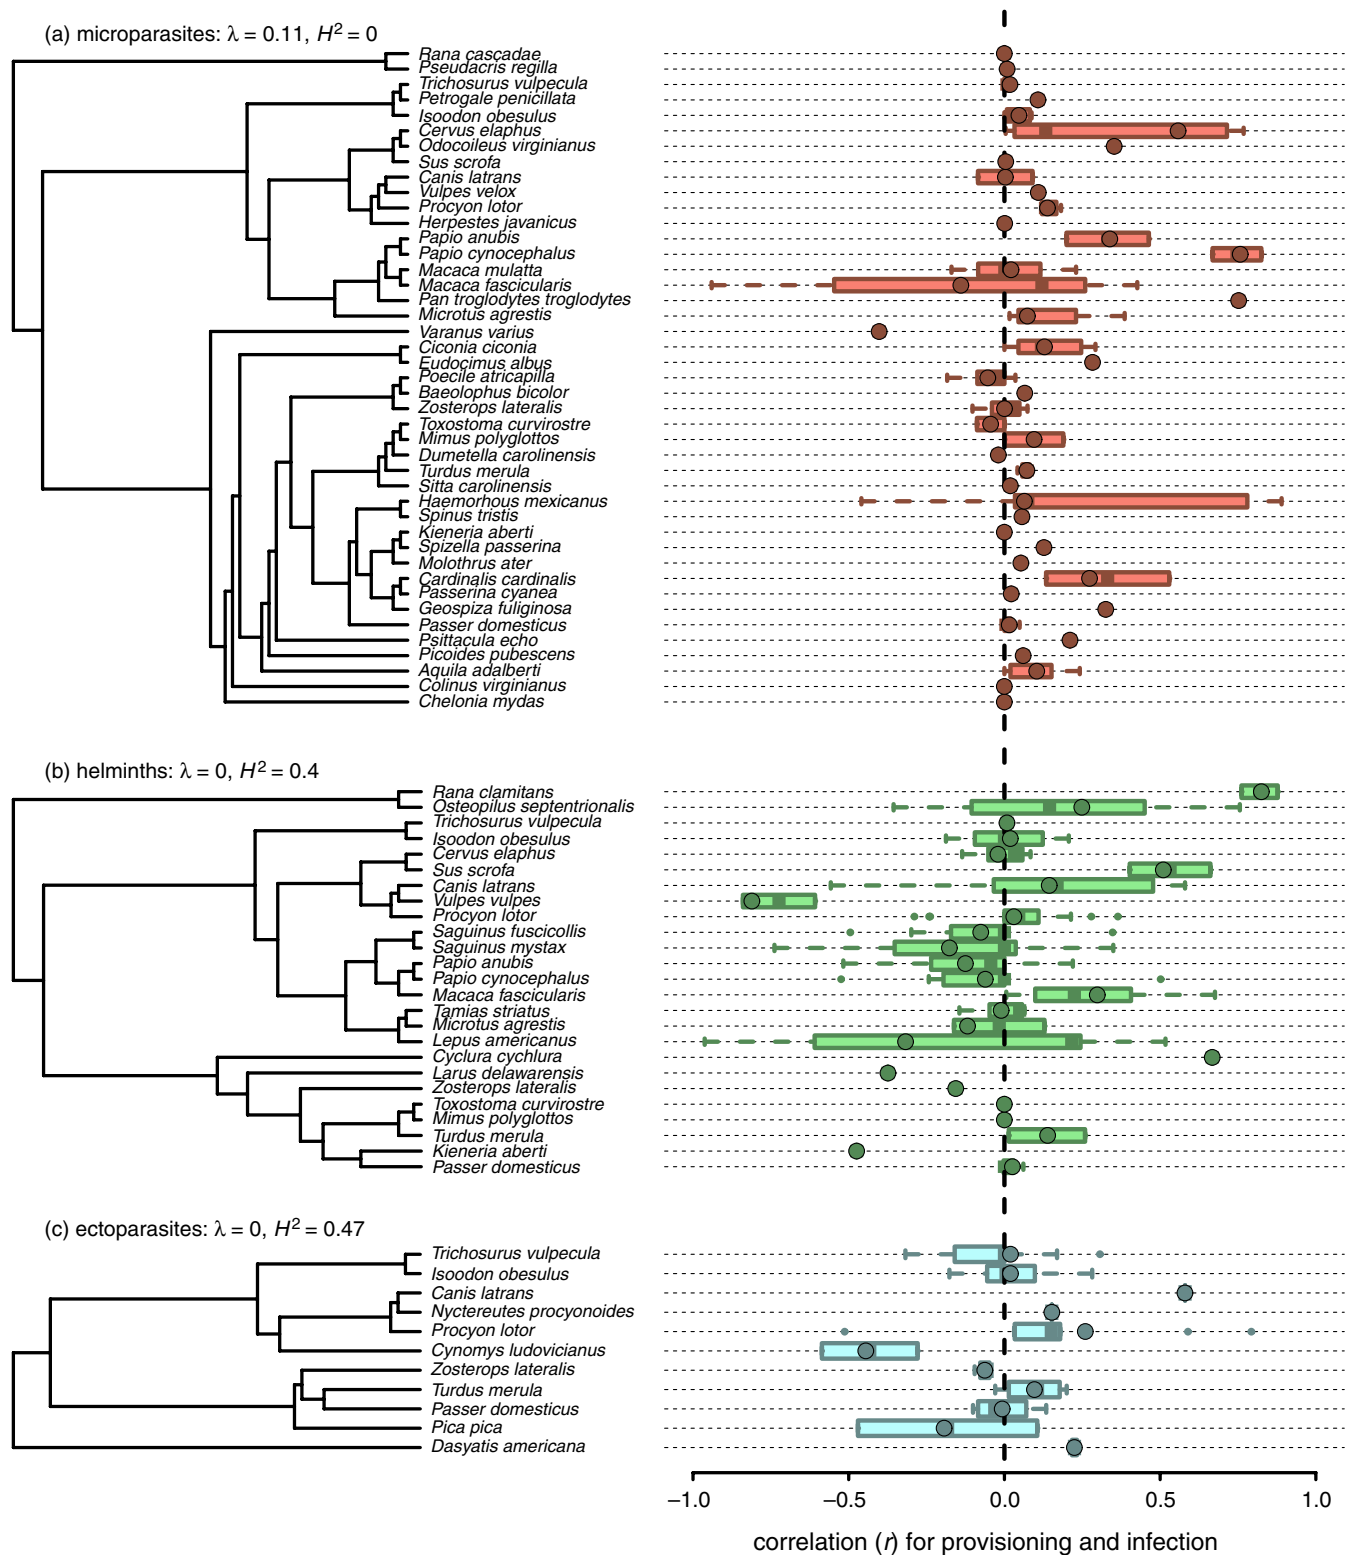 (a) microparasites: λ = 0.11, H² = 0
Rana cascadae
Pseudacris regilla
Trichosurus vulpecula
Petrogale penicillata
Isoodon obesulus
Cervus elaphus
Odocoileus virginianus
Sus scrofa
Canis latrans
Vulpes velox
Procyon lotor
Herpestes javanicus
Papio anubis
Papio cynocephalus
Macaca mulatta
Macaca fascicularis
Pan troglodytes troglodytes
Microtus agrestis
Varanus varius
Ciconia ciconia
Eudocimus albus
Poecile atricapilla
Baeolophus bicolor
Zosterops lateralis
Toxostoma curvirostre
Mimus polyglottos
Dumetella carolinensis
Turdus merula
Sitta carolinensis
Haemorhous mexicanus
Spinus tristis
Kieneria aberti
Spizella passerina
Molothrus ater
Cardinalis cardinalis
Passerina cyanea
Geospiza fuliginosa
Passer domesticus
Psittacula echo
Picoides pubescens
Aquila adalberti
Colinus virginianus
Chelonia mydas
(b) helminths: λ = 0, H² = 0.4
Rana clamitans
Osteopilus septentrionalis
Trichosurus vulpecula
Isoodon obesulus
Cervus elaphus
Sus scrofa
Canis latrans
Vulpes vulpes
Procyon lotor
Saguinus fuscicollis
Saguinus mystax
Papio anubis
Papio cynocephalus
Macaca fascicularis
Tamias striatus
Microtus agrestis
Lepus americanus
Cyclura cychlura
Larus delawarensis
Zosterops lateralis
Toxostoma curvirostre
Mimus polyglottos
Turdus merula
Kieneria aberti
Passer domesticus
(c) ectoparasites: λ = 0, H² = 0.47
Trichosurus vulpecula
Isoodon obesulus
Canis latrans
Nyctereutes procyonoides
Procyon lotor
Cynomys ludovicianus
Zosterops lateralis
Turdus merula
Passer domesticus
Pica pica
Dasyatis americana
−1.0 −0.5 0.0 0.5 1.0
correlation (r) for provisioning and infection